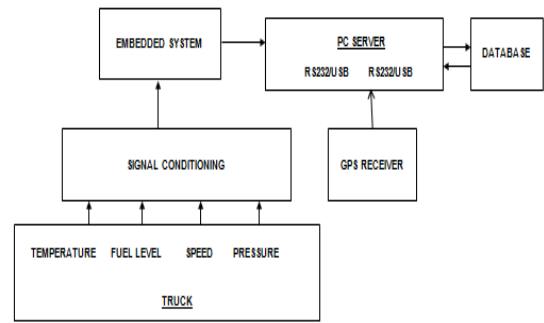 EMBEDDED SYSTEM
PC SERVER
RS232/USB RS232/USB
DATABASE
SIGNAL CONDITIONING
GPS RECEIVER
TEMPERATURE FUEL LEVEL SPEED PRESSURE
TRUCK